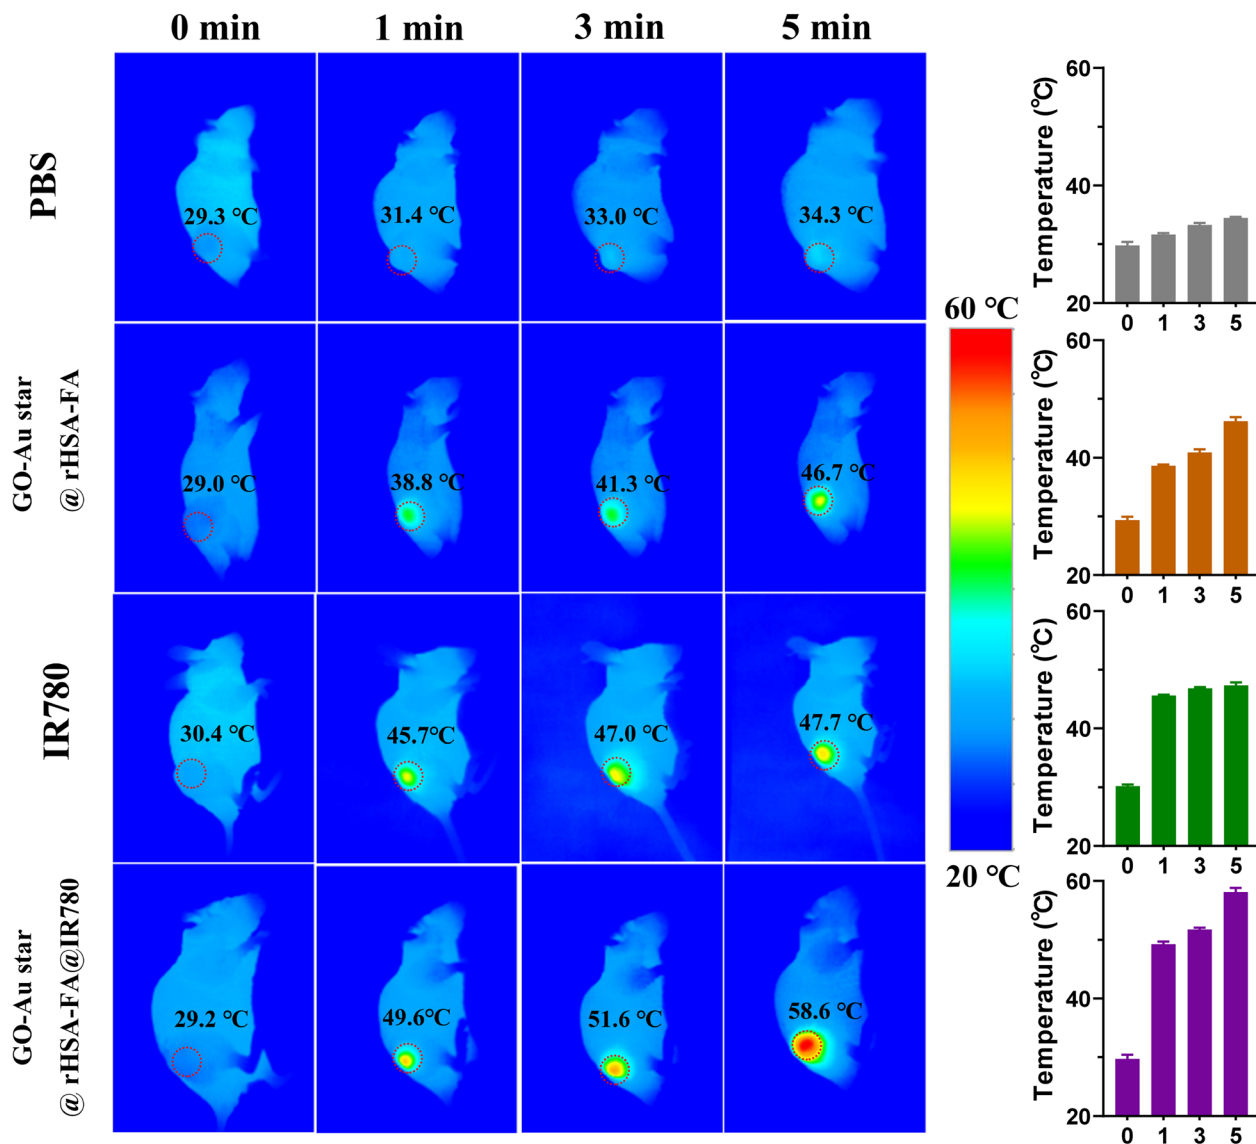 0 min 1 min 3 min 5 min
PBS
29.3 °C 31.4 °C 33.0 °C 34.3 °C
Temperature (°C)
60
40
20
0 1 3 5
GO-Au star
@ rHSA-FA
29.0 °C 38.8 °C 41.3 °C 46.7 °C
Temperature (°C)
60
40
20
0 1 3 5
60 °C
20 °C
IR780
30.4 °C 45.7°C 47.0 °C 47.7 °C
Temperature (°C)
60
40
20
0 1 3 5
GO-Au star
@ rHSA-FA@IR780
29.2 °C 49.6°C 51.6 °C 58.6 °C
Temperature (°C)
60
40
20
0 1 3 5